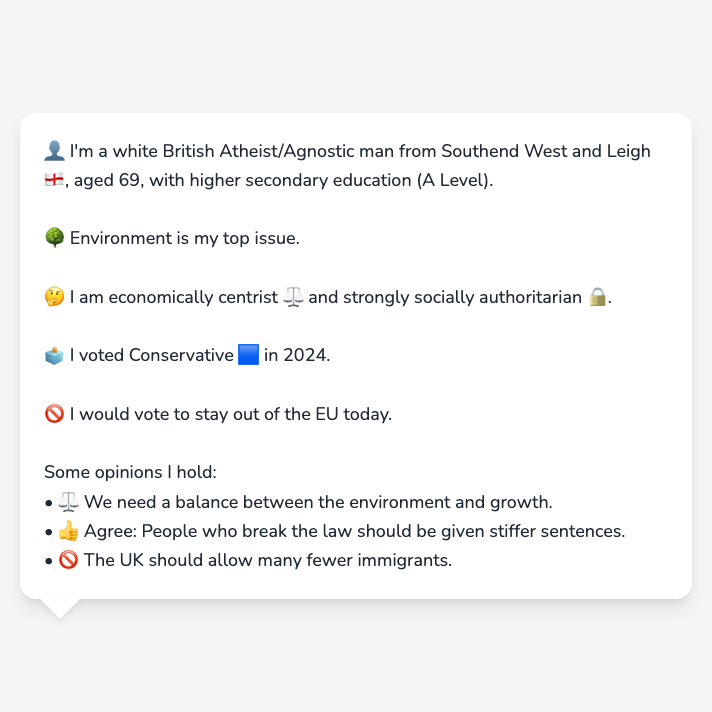 👤 I'm a white British Atheist/Agnostic man from Southend West and Leigh
🏴󠁧󠁢󠁥󠁮󠁧󠁿, aged 69, with higher secondary education (A Level).
🌳 Environment is my top issue.
🤔 I am economically centrist ⚖️ and strongly socially authoritarian 🔒.
🗳️ I voted Conservative 🟦 in 2024.
🚫 I would vote to stay out of the EU today.
Some opinions I hold:
• ⚖️ We need a balance between the environment and growth.
• 👍 Agree: People who break the law should be given stiffer sentences.
• 🚫 The UK should allow many fewer immigrants.